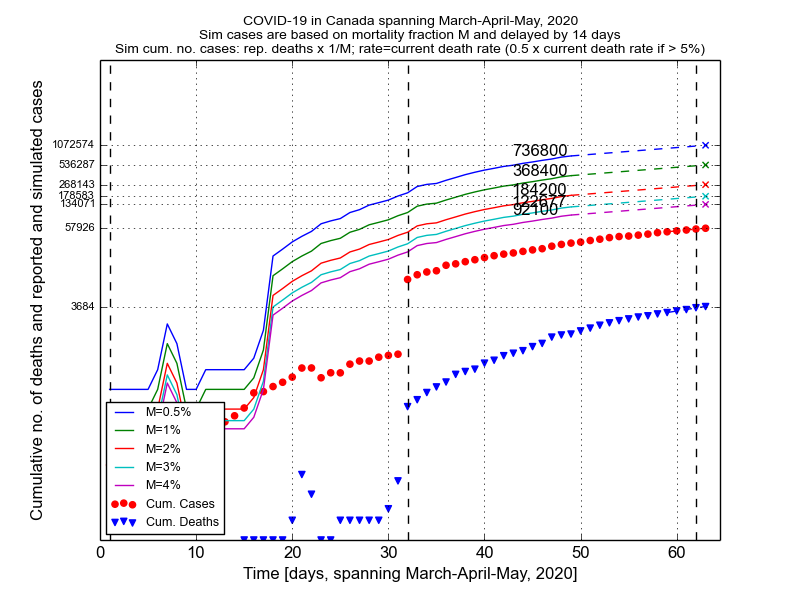 COVID-19 in Canada spanning March-April-May, 2020
Sim cases are based on mortality fraction M and delayed by 14 days
Sim cum. no. cases: rep. deaths x 1/M; rate=current death rate (0.5 x current death rate if > 5%)
Cumulative no. of deaths and reported and simulated cases
1072574
536287
268143
178583
134071
57926
3684
736800
368400
184200
122677
92100
M=0.5%
M=1%
M=2%
M=3%
M=4%
Cum. Cases
Cum. Deaths
0 10 20 30 40 50 60
Time [days, spanning March-April-May, 2020]